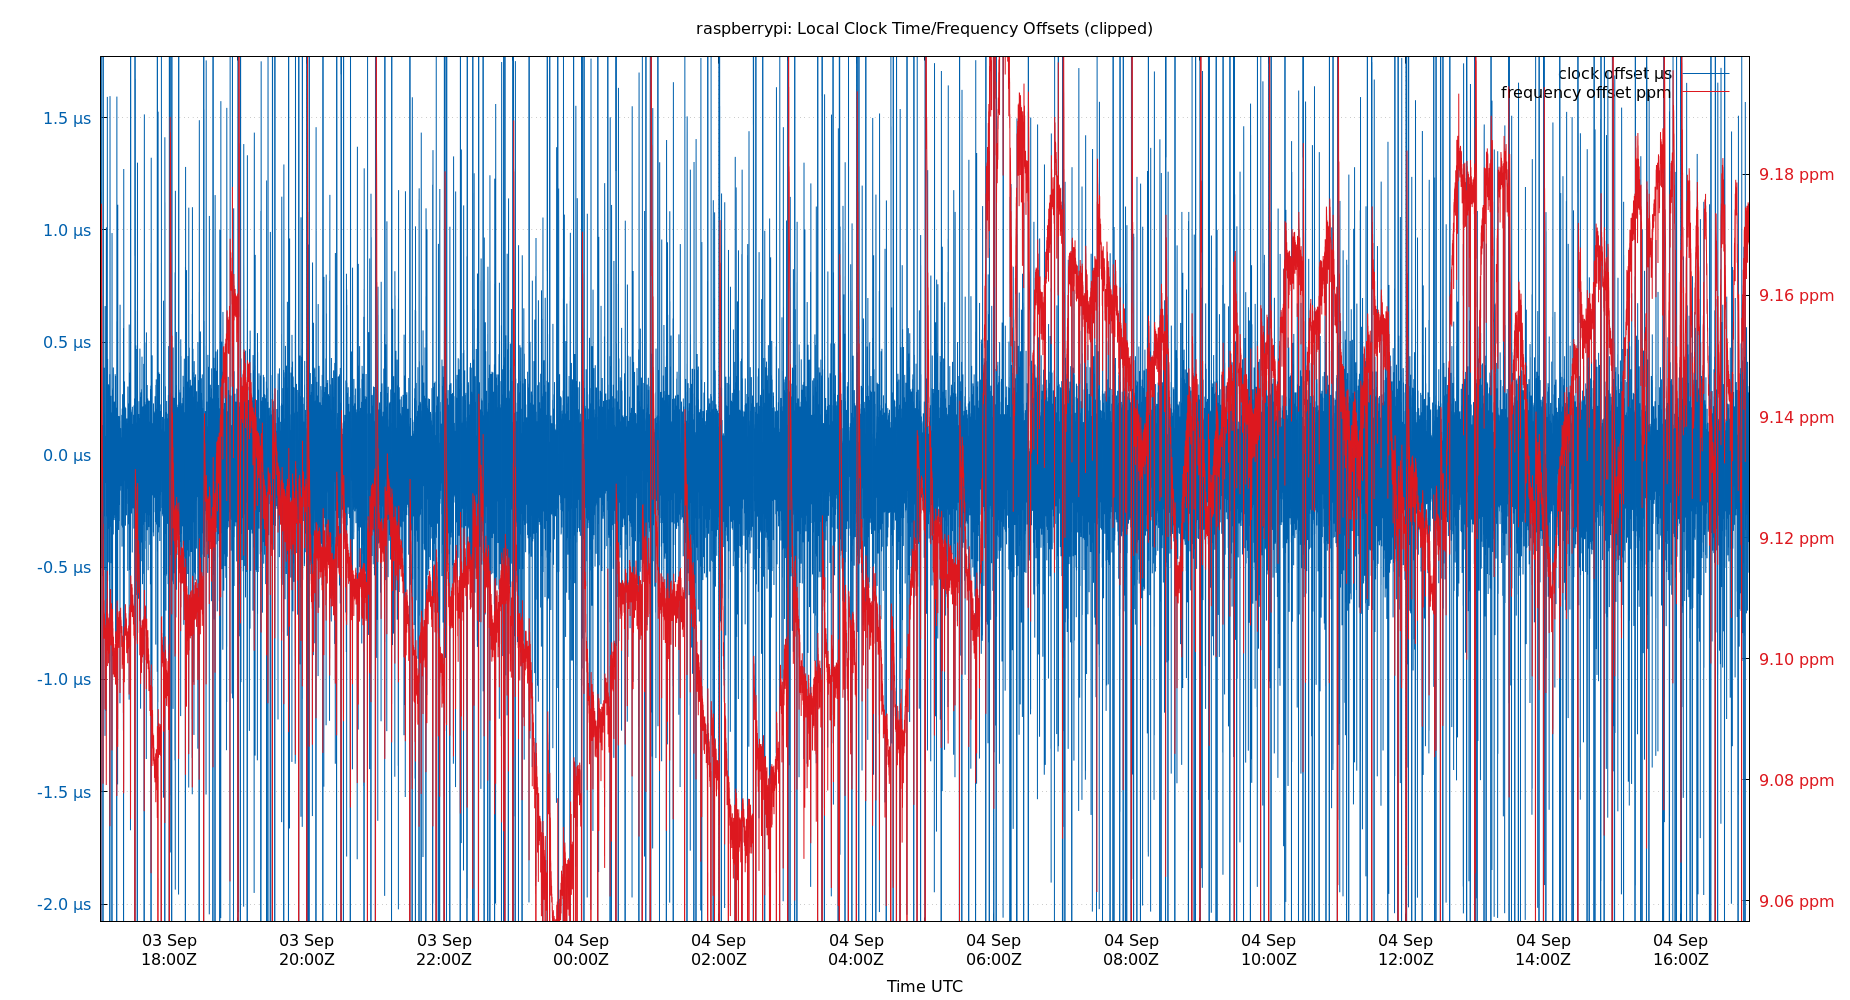 raspberrypi: Local Clock Time/Frequency Offsets (clipped)
clock offset µs
frequency offset ppm
1.5 µs
1.0 µs
0.5 µs
0.0 µs
-0.5 µs
-1.0 µs
-1.5 µs
-2.0 µs
9.18 ppm
9.16 ppm
9.14 ppm
9.12 ppm
9.10 ppm
9.08 ppm
9.06 ppm
03 Sep 03 Sep 03 Sep 04 Sep 04 Sep 04 Sep 04 Sep 04 Sep 04 Sep 04 Sep 04 Sep 04 Sep
18:00Z 20:00Z 22:00Z 00:00Z 02:00Z 04:00Z 06:00Z 08:00Z 10:00Z 12:00Z 14:00Z 16:00Z
Time UTC